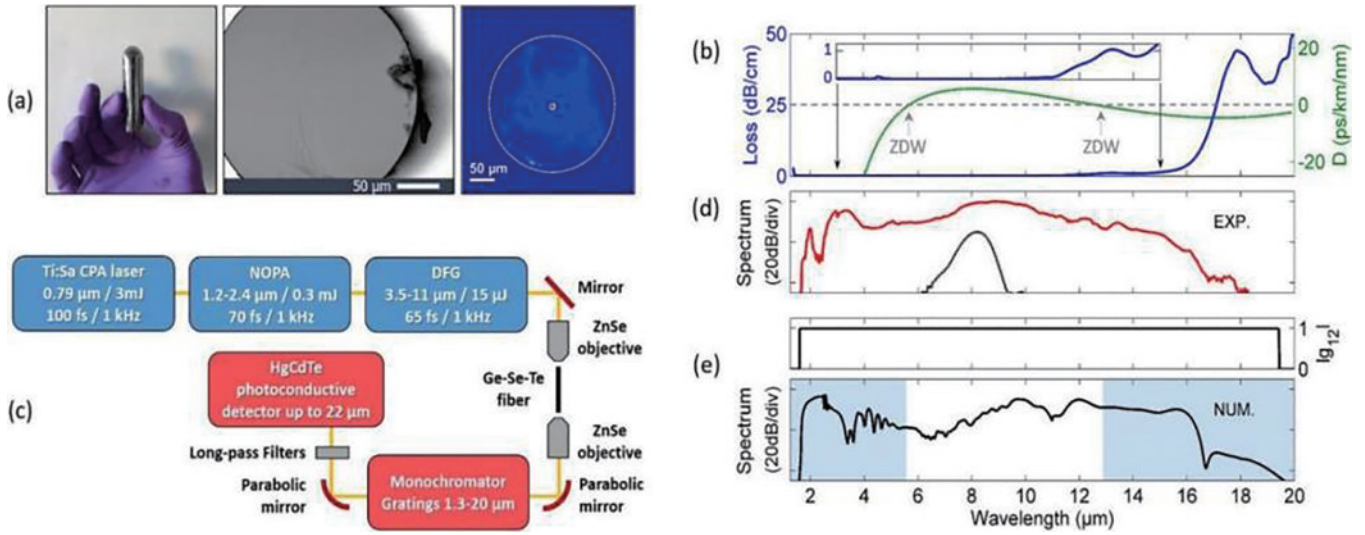 (a)
50 µm
50 µm
Ti:Sa CPA laser
0.79 µm / 3mJ
100 fs / 1 kHz
NOPA
1.2-2.4 µm / 0.3 mJ
70 fs / 1 kHz
DFG
3.5-11 µm / 15 µJ
65 fs / 1 kHz
Mirror
ZnSe
objective
HgCdTe
photoconductive
detector up to 22 µm
Ge-Se-Te
fiber
(c)
ZnSe
objective
Long-pass Filters
Parabolic
mirror
Monochromator
Gratings 1.3-20 µm
Parabolic
mirror
(b)
Loss (dB/cm)
50
25
0
1
0
ZDW
ZDW
20
0
-20
D (ps/km/nm)
(d)
Spectrum
(20dB/div)
EXP.
1
0
|g12|
(e)
Spectrum
(20dB/div)
NUM.
2 4 6 8 10 12 14 16 18 20
Wavelength (µm)